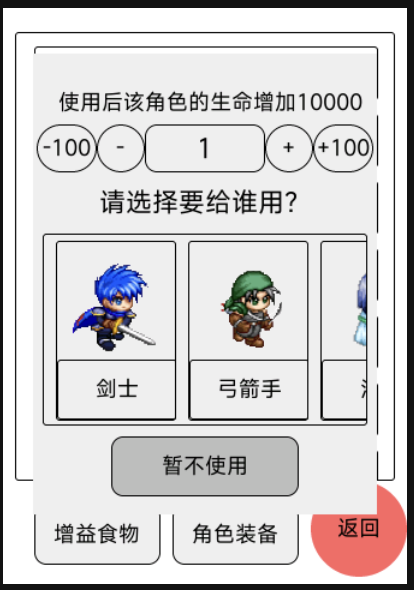 使用后该角色的生命增加10000
-100 - 1 + +100
请选择要给谁用?
剑士 弓箭手
暂不使用
增益食物 角色装备 返回